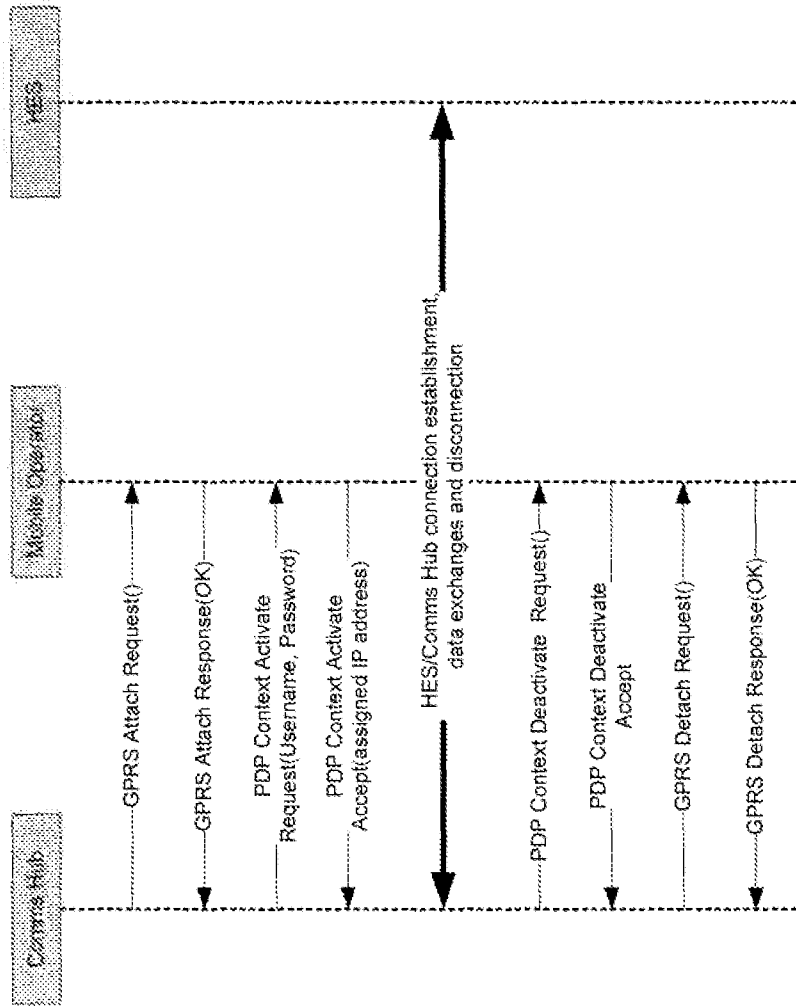 Comms Hub
Mobile Operator
HES
GPRS Attach Request()
GPRS Attach Response(OK)
PDP Context Activate
Request(Username, Password)
PDP Context Activate
Accept(assigned IP address)
HES/Comms Hub connection establishment,
data exchanges and disconnection
PDP Context Deactivate Request()
PDP Context Deactivate
Accept
GPRS Detach Request()
GPRS Detach Response(OK)